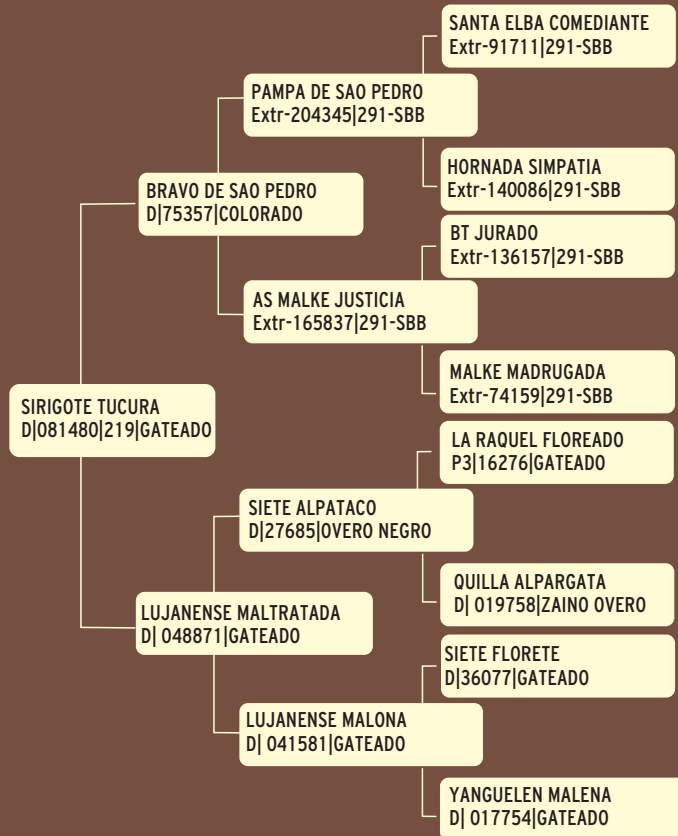 SANTA ELBA COMEDIANTE
Extr-91711|291-SBB
PAMPA DE SAO PEDRO
Extr-204345|291-SBB
HORNADA SIMPATIA
Extr-140086|291-SBB
BRAVO DE SAO PEDRO
D|75357|COLORADO
BT JURADO
Extr-136157|291-SBB
AS MALKE JUSTICIA
Extr-165837|291-SBB
MALKE MADRUGADA
Extr-74159|291-SBB
SIRIGOTE TUCURA
D|081480|219|GATEADO
LA RAQUEL FLOREADO
P3|16276|GATEADO
SIETE ALPATACO
D|27685|OVERO NEGRO
QUILLA ALPARGATA
D| 019758|ZAINO OVERO
LUJANENSE MALTRATADA
D| 048871|GATEADO
SIETE FLORETE
D|36077|GATEADO
LUJANENSE MALONA
D| 041581|GATEADO
YANGUELEN MALENA
D| 017754|GATEADO